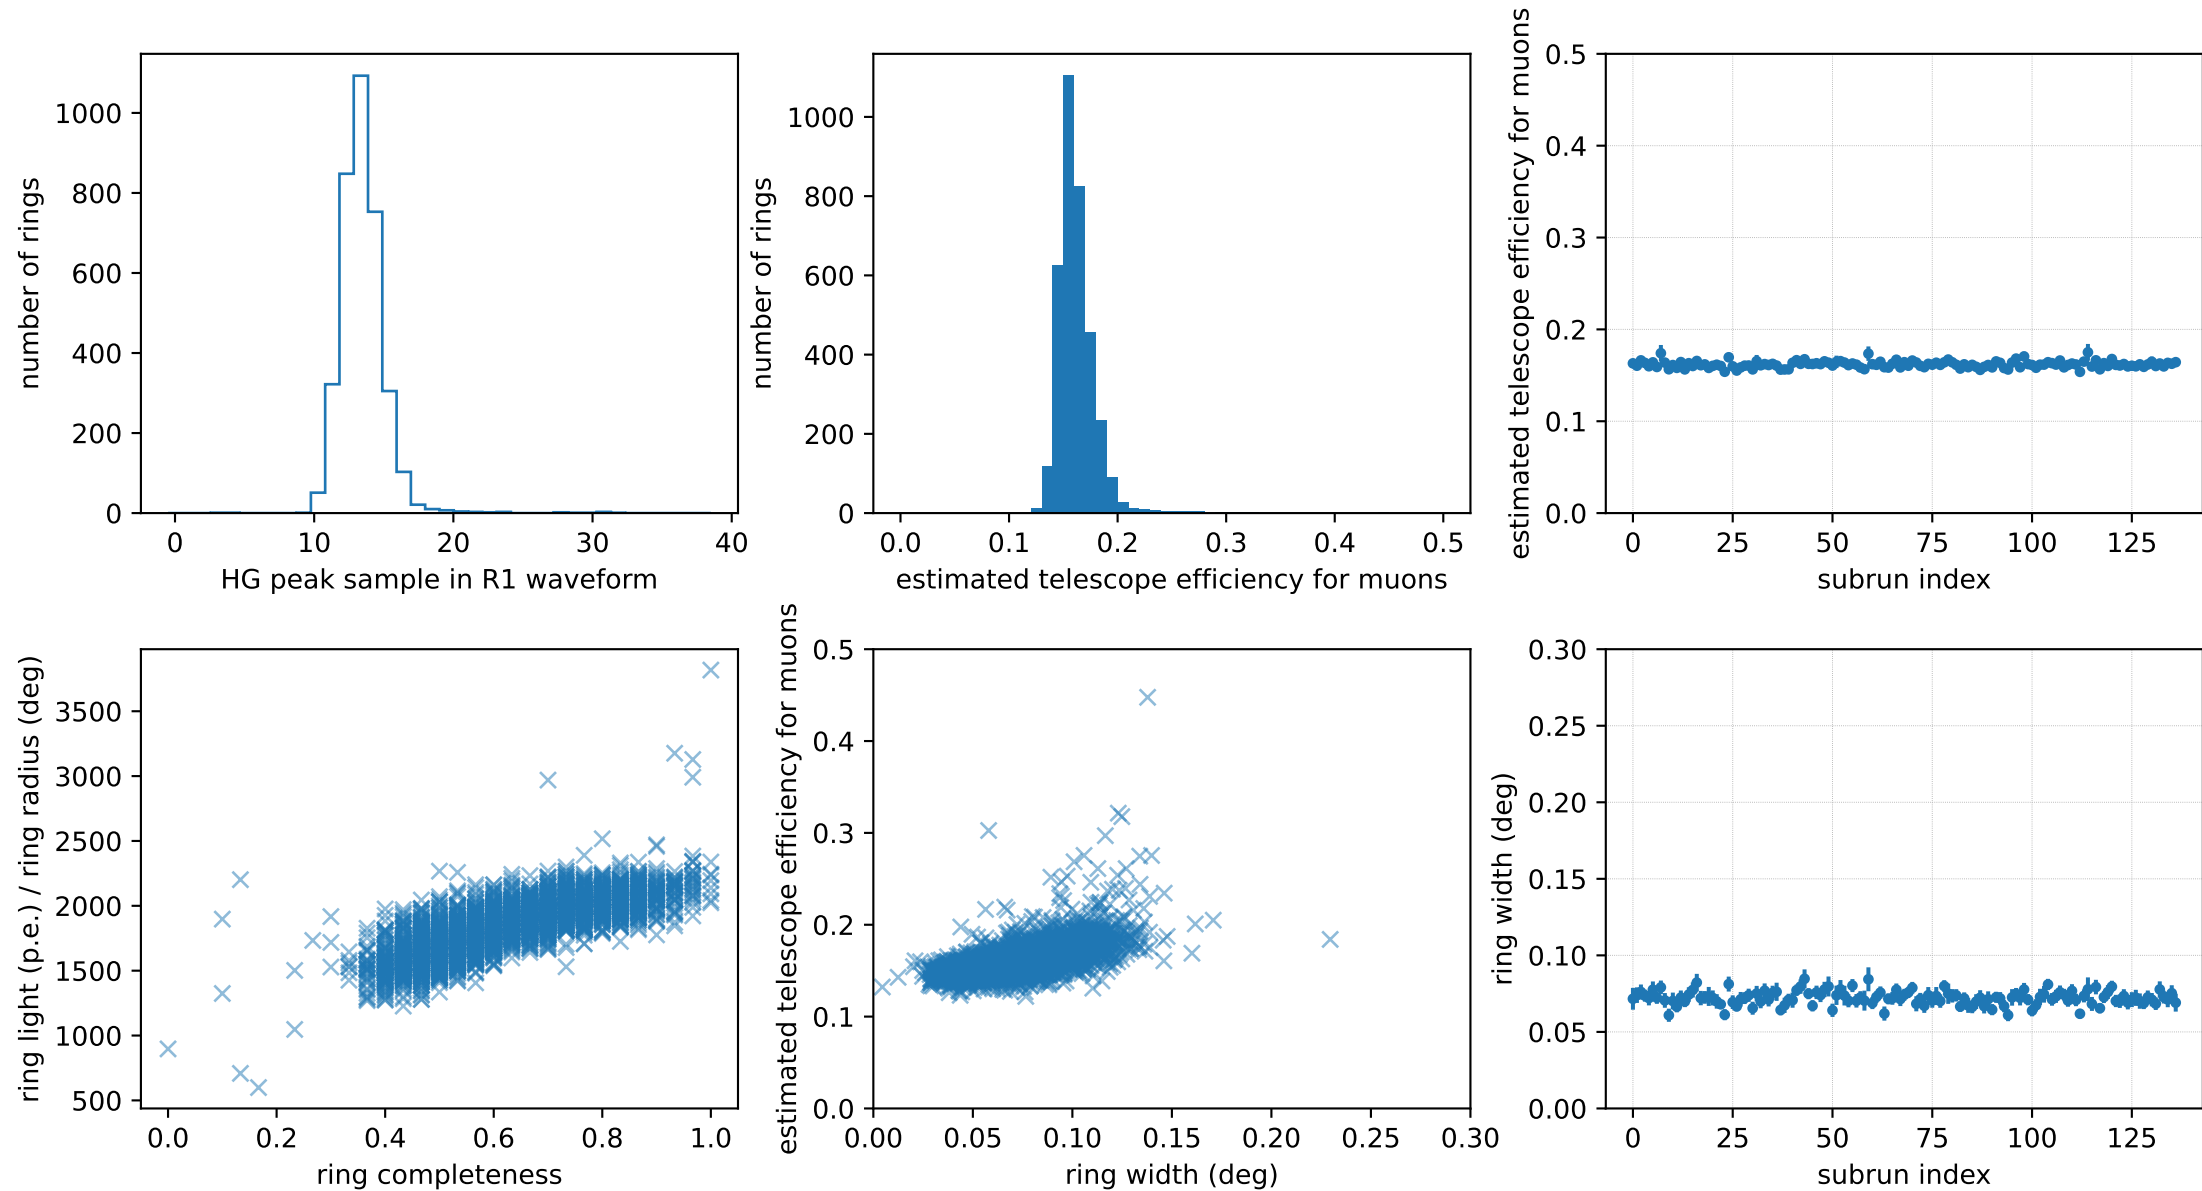 number of rings
1000
800
600
400
200
0
0 10 20 30 40
HG peak sample in R1 waveform
number of rings
1000
800
600
400
200
0
0.0 0.1 0.2 0.3 0.4 0.5
estimated telescope efficiency for muons
estimated telescope efficiency for muons
0.5
0.4
0.3
0.2
0.1
0.0
0 25 50 75 100 125
subrun index
ring light (p.e.) / ring radius (deg)
3500
3000
2500
2000
1500
1000
500
0.0 0.2 0.4 0.6 0.8 1.0
ring completeness
estimated telescope efficiency for muons
0.5
0.4
0.3
0.2
0.1
0.0
0.00 0.05 0.10 0.15 0.20 0.25 0.30
ring width (deg)
ring width (deg)
0.30
0.25
0.20
0.15
0.10
0.05
0.00
0 25 50 75 100 125
subrun index